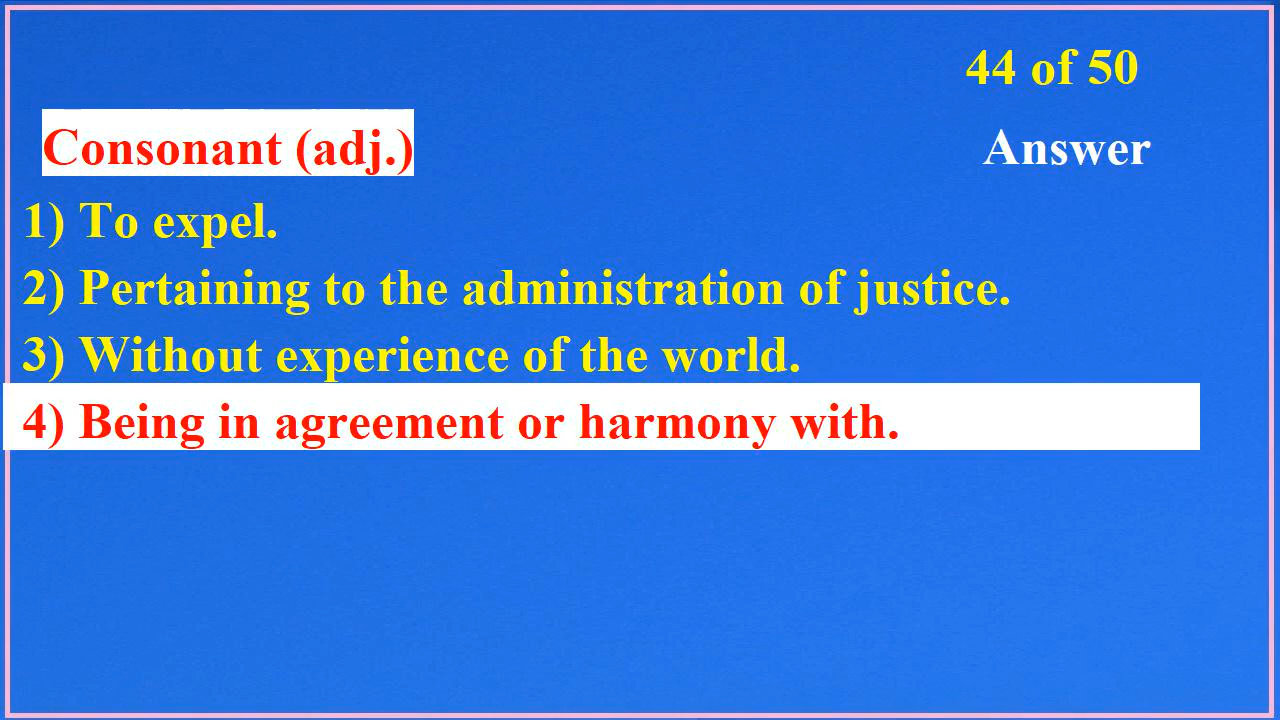 44 of 50
Consonant (adj.)
Answer
1) To expel.
2) Pertaining to the administration of justice.
3) Without experience of the world.
4) Being in agreement or harmony with.